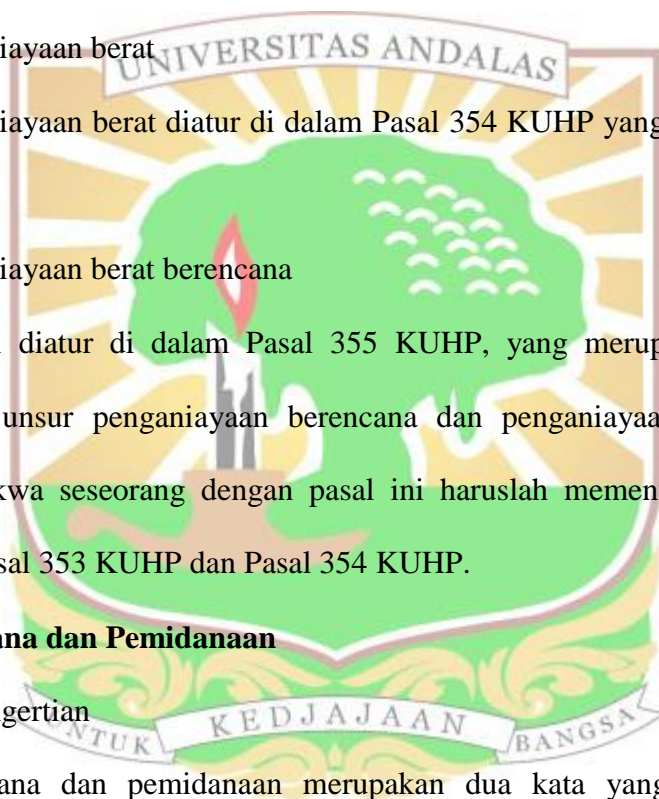 iayaan berat
UNIVERSITAS ANDALAS
iayaan berat diatur di dalam Pasal 354 KUHP yang
iayaan berat berencana
diatur di dalam Pasal 355 KUHP, yang merup
unsur penganiayaan berencana dan penganiayaa
kwa seseorang dengan pasal ini haruslah memen
sal 353 KUHP dan Pasal 354 KUHP.
ana dan Pemidanaan
ngertian
UNTUK KEDJAJAAN BANGSA
ana dan pemidanaan merupakan dua kata yang